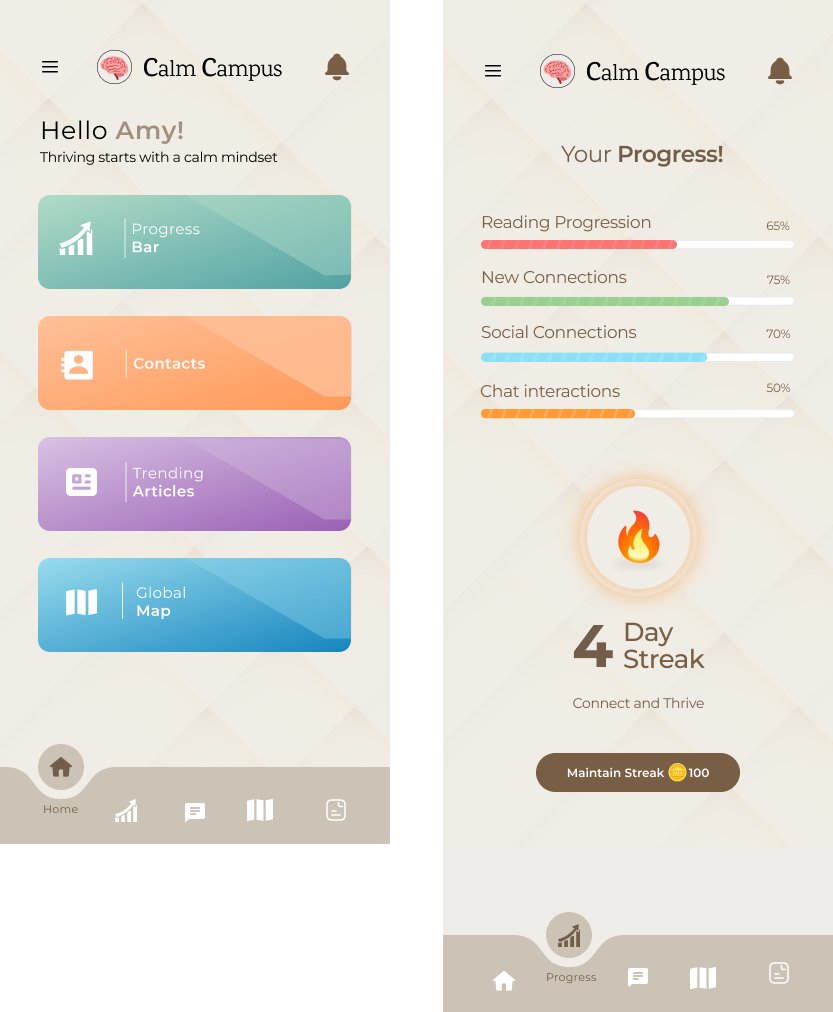 Calm Campus
Hello Amy!
Thriving starts with a calm mindset
Progress
Bar
Contacts
Trending
Articles
Global
Map
Home
Calm Campus
Your Progress!
Reading Progression 65%
New Connections 75%
Social Connections 70%
Chat interactions 50%
4 Day
Streak
Connect and Thrive
Maintain Streak 100
Progress